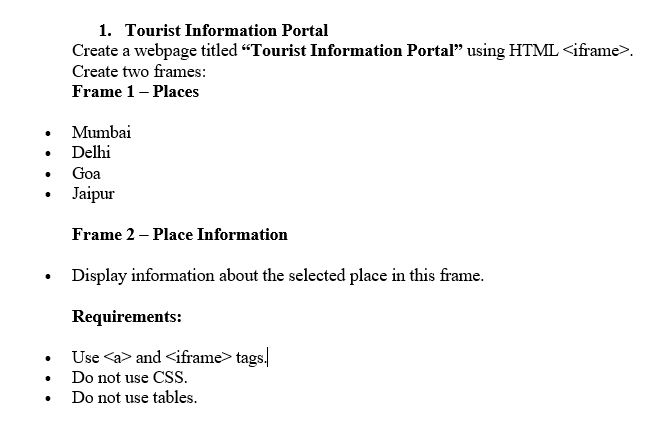 1. Tourist Information Portal
Create a webpage titled “Tourist Information Portal” using HTML <iframe>.
Create two frames:
Frame 1 – Places
• Mumbai
• Delhi
• Goa
• Jaipur
Frame 2 – Place Information
• Display information about the selected place in this frame.
Requirements:
• Use <a> and <iframe> tags.
• Do not use CSS.
• Do not use tables.